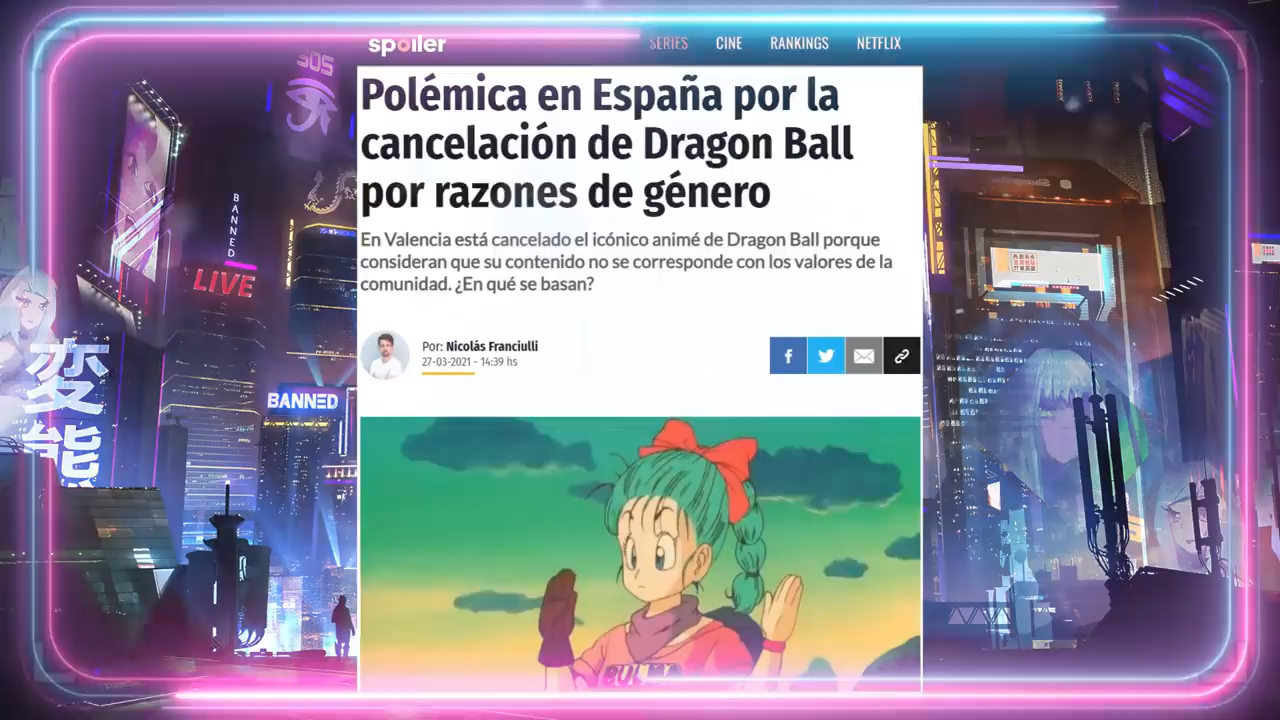 spoiler
SERIES CINE RANKINGS NETFLIX
Polémica en España por la
cancelación de Dragon Ball
por razones de género
En Valencia está cancelado el icónico animé de Dragon Ball porque
consideran que su contenido no se corresponde con los valores de la
comunidad. ¿En qué se basan?
Por: Nicolás Franciulli
27-03-2021 - 14:39 hs
SOS
BANNED
LIVE
変
能
BANNED